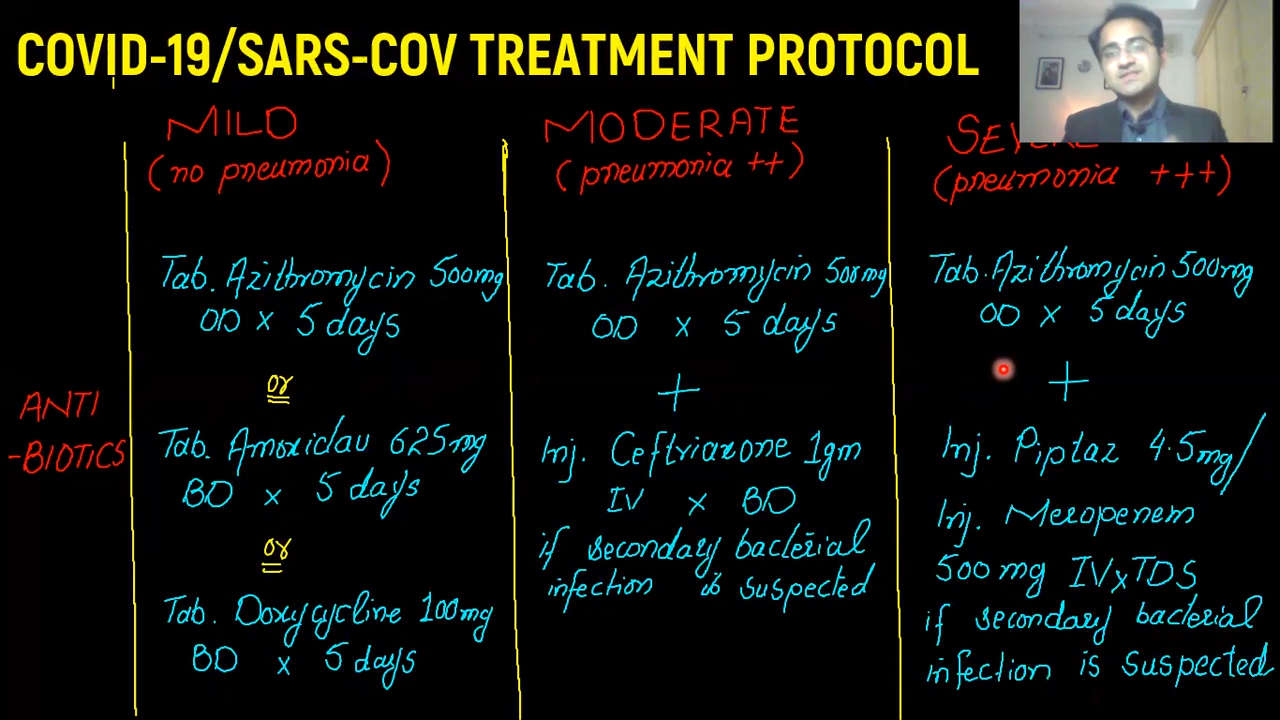 COVID-19/SARS-COV TREATMENT PROTOCOL
MILD
(no pneumonia)
MODERATE
(pneumonia ++)
SEVERE
(pneumonia +++)
ANTI
-BIOTICS
Tab. Azithromycin 500mg
OD x 5 days
or
Tab. Amoxiclav 625mg
BD x 5 days
or
Tab. Doxycycline 100mg
BD x 5 days
Tab. Azithromycin 500mg
OD x 5 days
+
Inj. Ceftriaxone 1gm
IV x BD
if secondary bacterial
infection is suspected
Tab. Azithromycin 500mg
OD x 5 days
+
Inj. Piptaz 4.5mg/
Inj. Meropenem
500mg IV x TDS
if secondary bacterial
infection is suspected